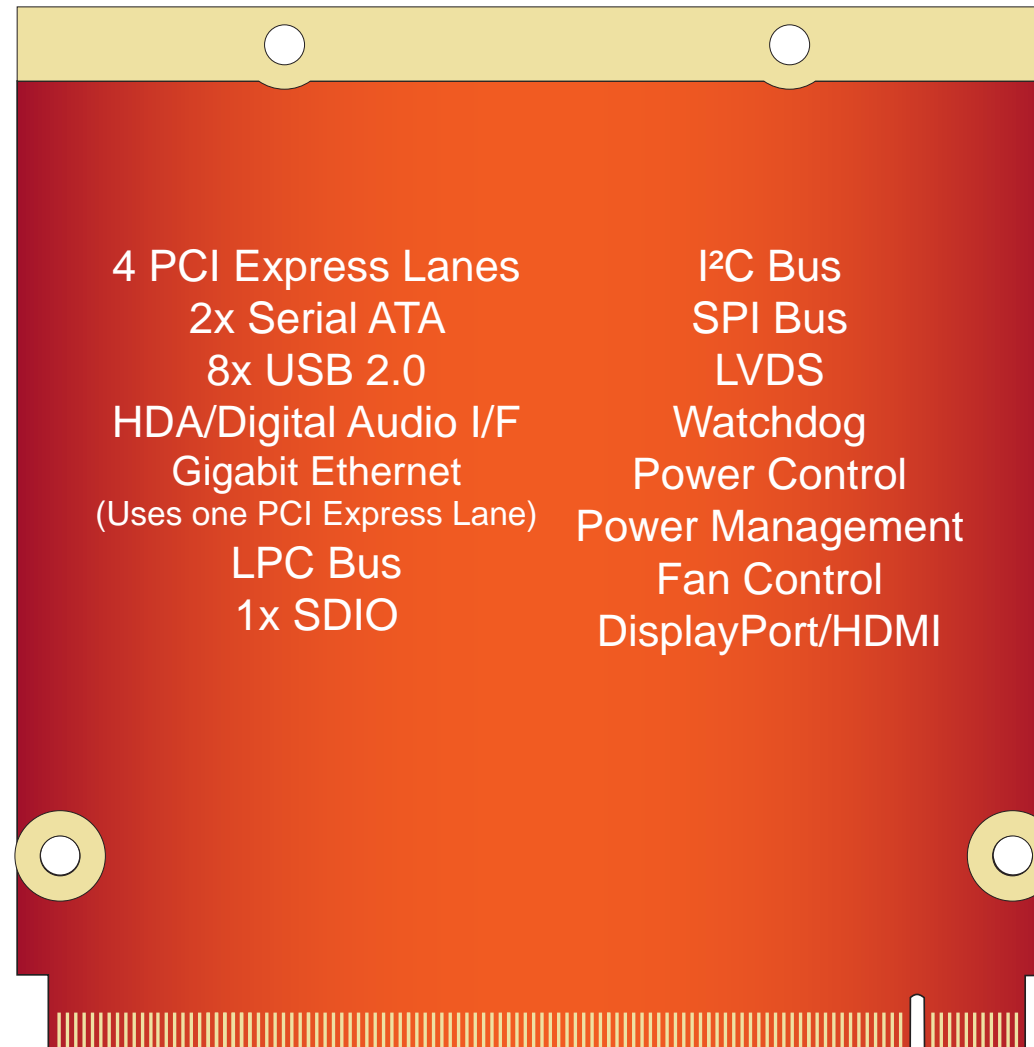 4 PCI Express Lanes
2x Serial ATA
8x USB 2.0
HDA/Digital Audio I/F
Gigabit Ethernet
(Uses one PCI Express Lane)
LPC Bus
1x SDIO
I²C Bus
SPI Bus
LVDS
Watchdog
Power Control
Power Management
Fan Control
DisplayPort/HDMI